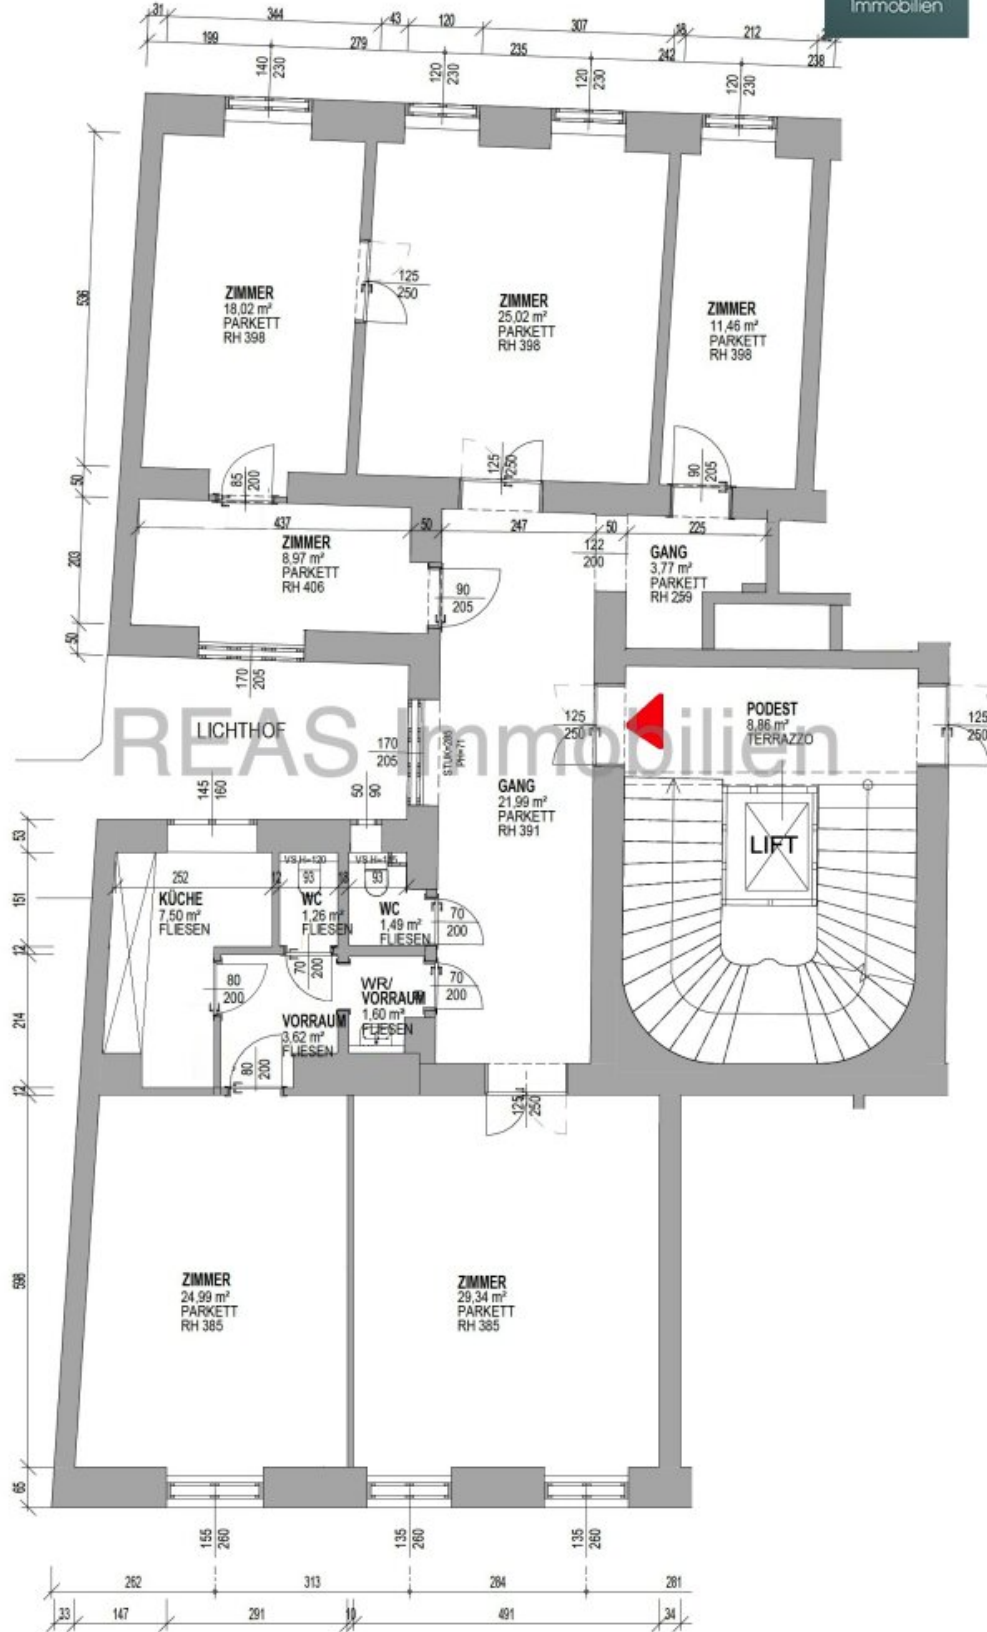 Immobilien
31 344 43 120 307 18 212
199 279 235 242 238
140 230
120 230
120 230
120 230
536
50
203
50
ZIMMER
18,02 m²
PARKETT
RH 398
125
250
ZIMMER
25,02 m²
PARKETT
RH 398
ZIMMER
11,46 m²
PARKETT
RH 398
85
200
125
250
90
205
437 50 247 50 225
ZIMMER
8,97 m²
PARKETT
RH 406
122
200
GANG
3,77 m²
PARKETT
RH 259
90
205
170
205
LICHTHOF
REAS Immobilien
170
205
STUK=285
PH=71
125
250
PODEST
8,86 m²
TERRAZZO
125
250
145
160
50
90
GANG
21,99 m²
PARKETT
RH 391
LIFT
53
151
12
214
12
598
65
VS H=120
252 12 93 18 93
KÜCHE
7,50 m²
FLIESEN
WC
1,26 m²
FLIESEN
WC
1,49 m²
FLIESEN
70
200
70
200
80
200
70
200
WR/
VORRAUM
1,60 m²
FLIESEN
VORRAUM
3,62 m²
FLIESEN
80
200
125
250
ZIMMER
24,99 m²
PARKETT
RH 385
ZIMMER
29,34 m²
PARKETT
RH 385
155
260
135
260
135
260
262 313 284 281
33 147 291 10 491 34